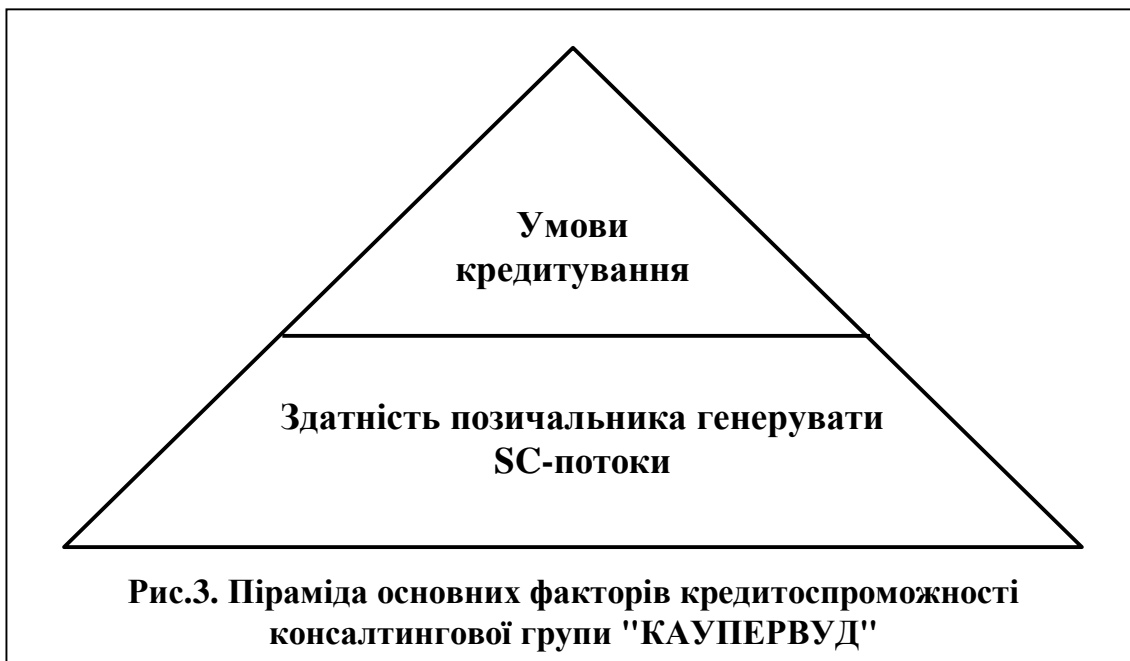 Умови
кредитування
Здатність позичальника генерувати
SC-потоки
Рис.3. Піраміда основних факторів кредитоспроможності
консалтингової групи "КАУПЕРВУД"